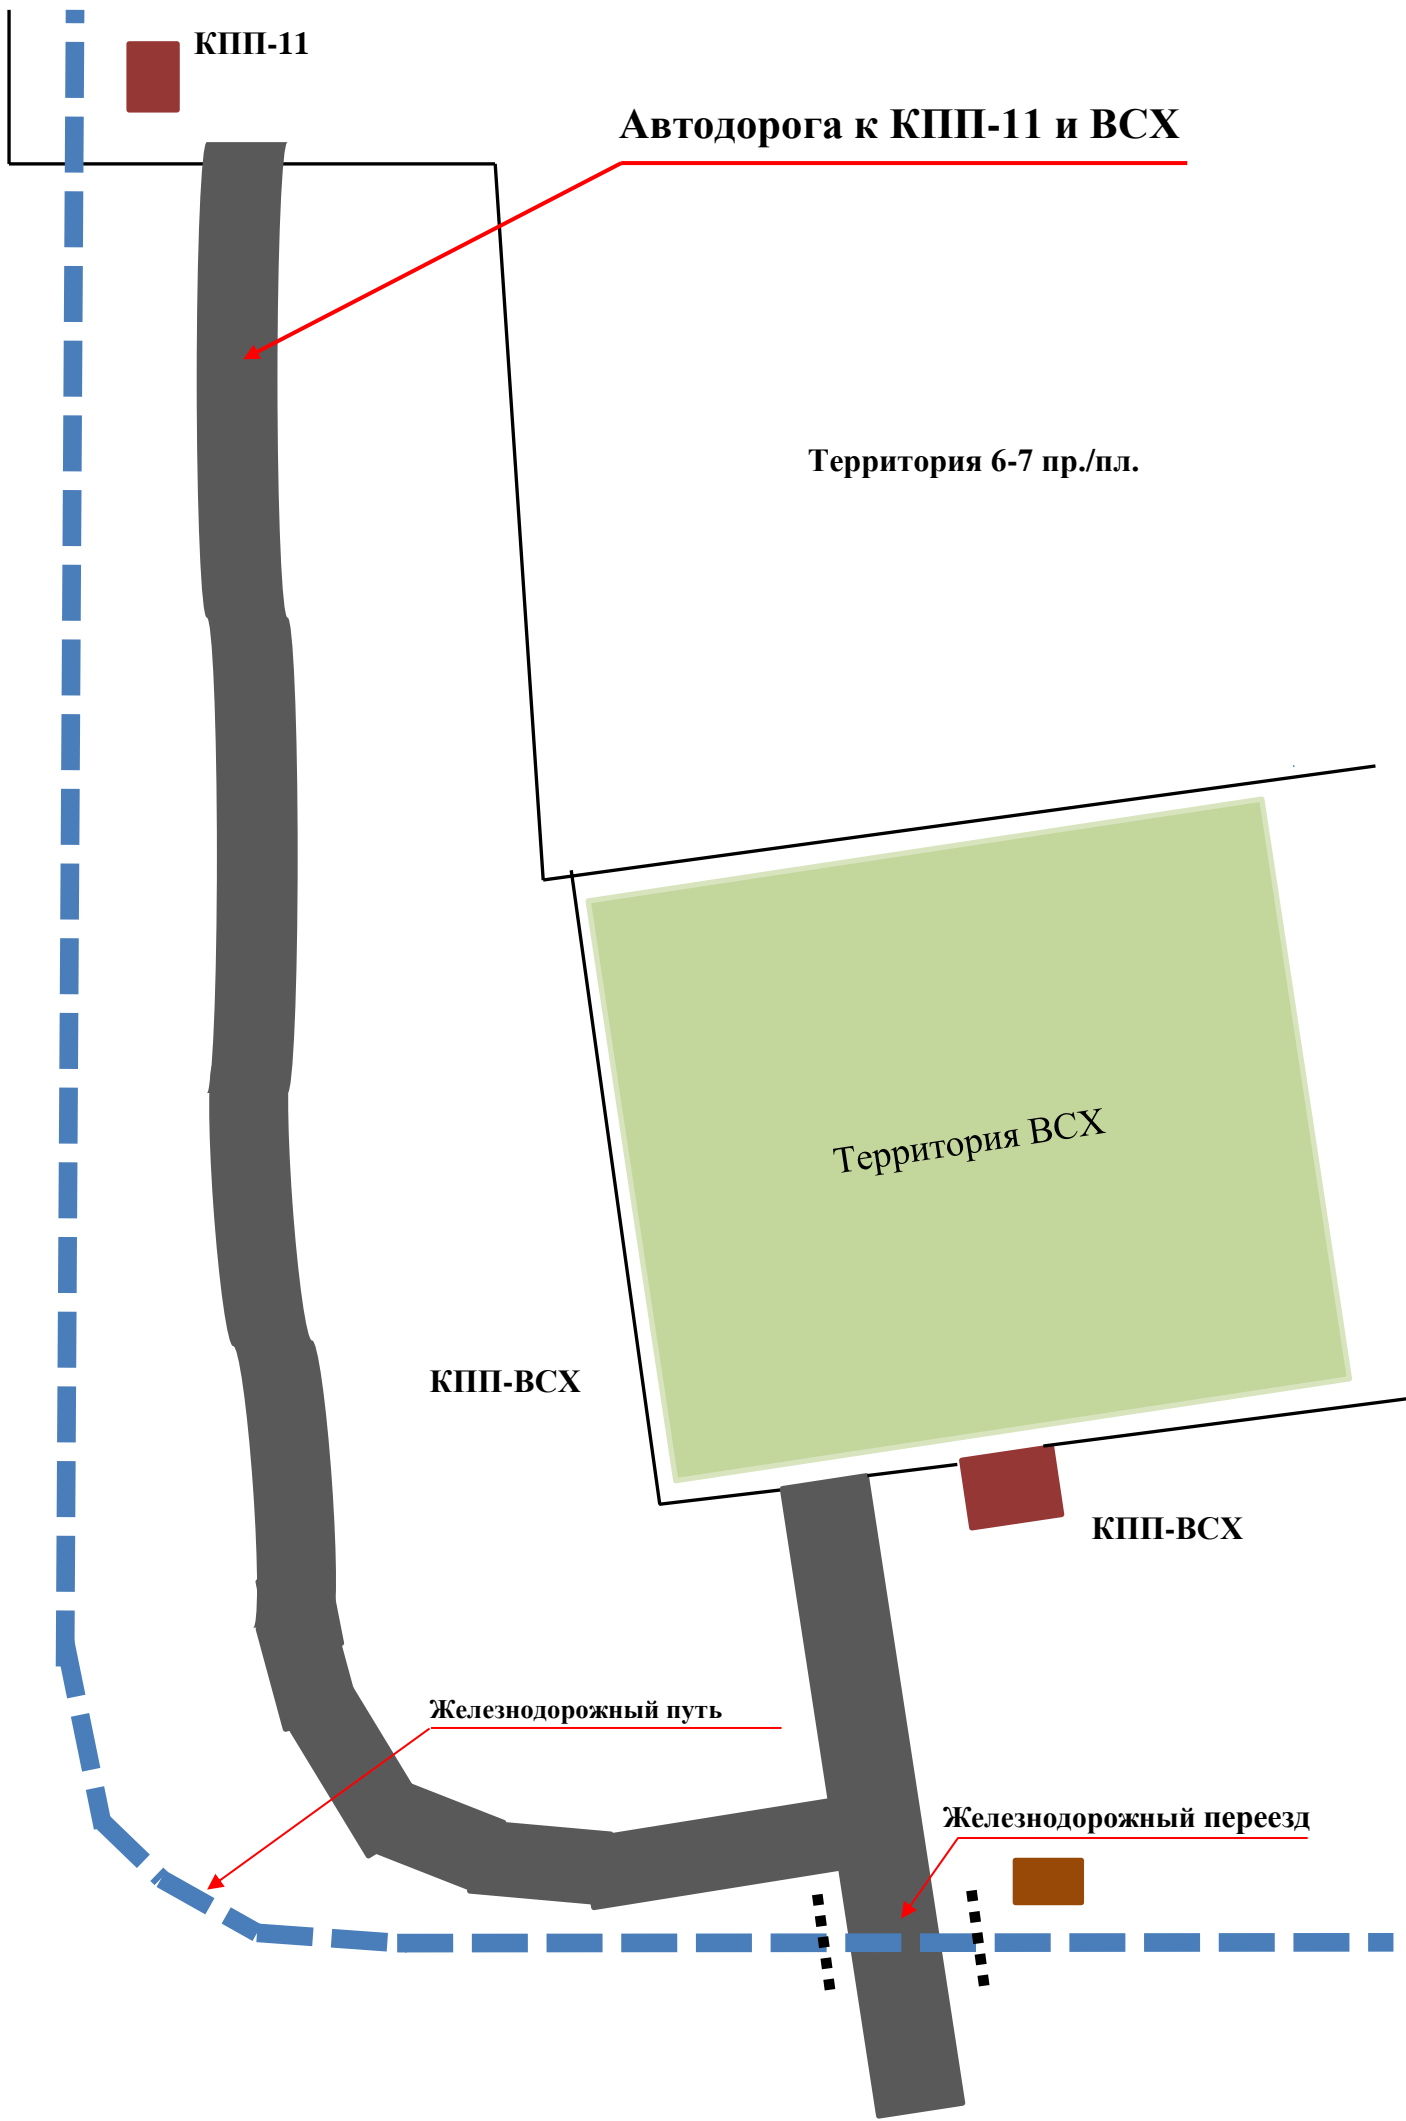 КПП-11
Автодорога к КПП-11 и ВСХ
Территория 6-7 пр./пл.
Территория ВСХ
КПП-ВСХ
КПП-ВСХ
Железнодорожный путь
Железнодорожный переезд